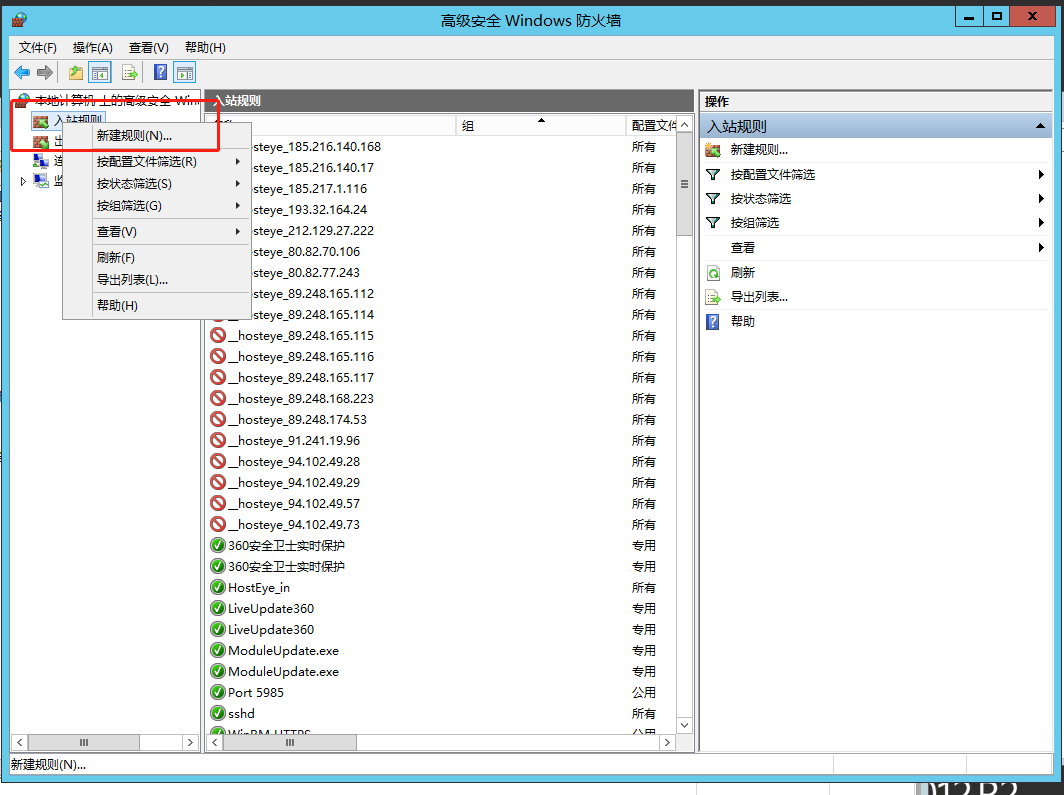 高级安全 Windows 防火墙
文件(F) 操作(A) 查看(V) 帮助(H)
本地计算机 上的高级安全 Win
入站规则
出
连
监
新建规则(N)...
按配置文件筛选(R)
按状态筛选(S)
按组筛选(G)
查看(V)
刷新(F)
导出列表(L)...
帮助(H)
入站规则
组 配置文件
osteye_185.216.140.168 所有
osteye_185.216.140.17 所有
osteye_185.217.1.116 所有
osteye_193.32.164.24 所有
osteye_212.129.27.222 所有
osteye_80.82.70.106 所有
osteye_80.82.77.243 所有
osteye_89.248.165.112 所有
osteye_89.248.165.114 所有
__hosteye_89.248.165.115 所有
__hosteye_89.248.165.116 所有
__hosteye_89.248.165.117 所有
__hosteye_89.248.168.223 所有
__hosteye_89.248.174.53 所有
__hosteye_91.241.19.96 所有
__hosteye_94.102.49.28 所有
__hosteye_94.102.49.29 所有
__hosteye_94.102.49.57 所有
__hosteye_94.102.49.73 所有
360安全卫士实时保护 专用
360安全卫士实时保护 专用
HostEye_in 所有
LiveUpdate360 专用
LiveUpdate360 专用
ModuleUpdate.exe 专用
ModuleUpdate.exe 专用
Port 5985 公用
sshd 所有
WinRM-HTTPS 公用
操作
入站规则
新建规则...
按配置文件筛选
按状态筛选
按组筛选
查看
刷新
导出列表...
帮助
新建规则(N)...